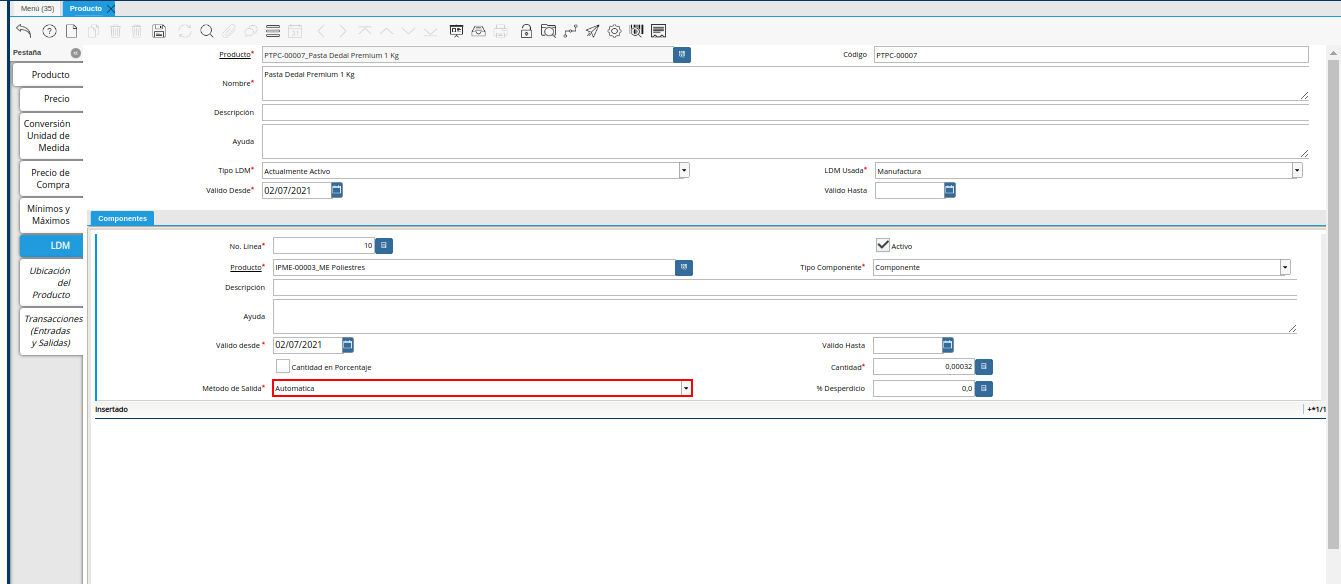 Menú (35) Producto
Pestaña
Producto
Precio
Conversión
Unidad de
Medida
Precio de
Compra
Mínimos y
Máximos
LDM
Ubicación
del
Producto
Transacciones
(Entradas
y Salidas)
Producto* PTPC-00007_Pasta Dedal Premium 1 Kg Código PTPC-00007
Nombre* Pasta Dedal Premium 1 Kg
Descripción
Ayuda
Tipo LDM* Actualmente Activo LDM Usada* Manufactura
Válido Desde* 02/07/2021 Válido Hasta
Componentes
No. Línea* 10 Activo
Producto* IPME-00003_ME Poliestres Tipo Componente* Componente
Descripción
Ayuda
Válido desde* 02/07/2021 Válido Hasta
Cantidad en Porcentaje Cantidad* 0,00032
Método de Salida* Automatica % Desperdicio 0,0
Insertado +*1/1